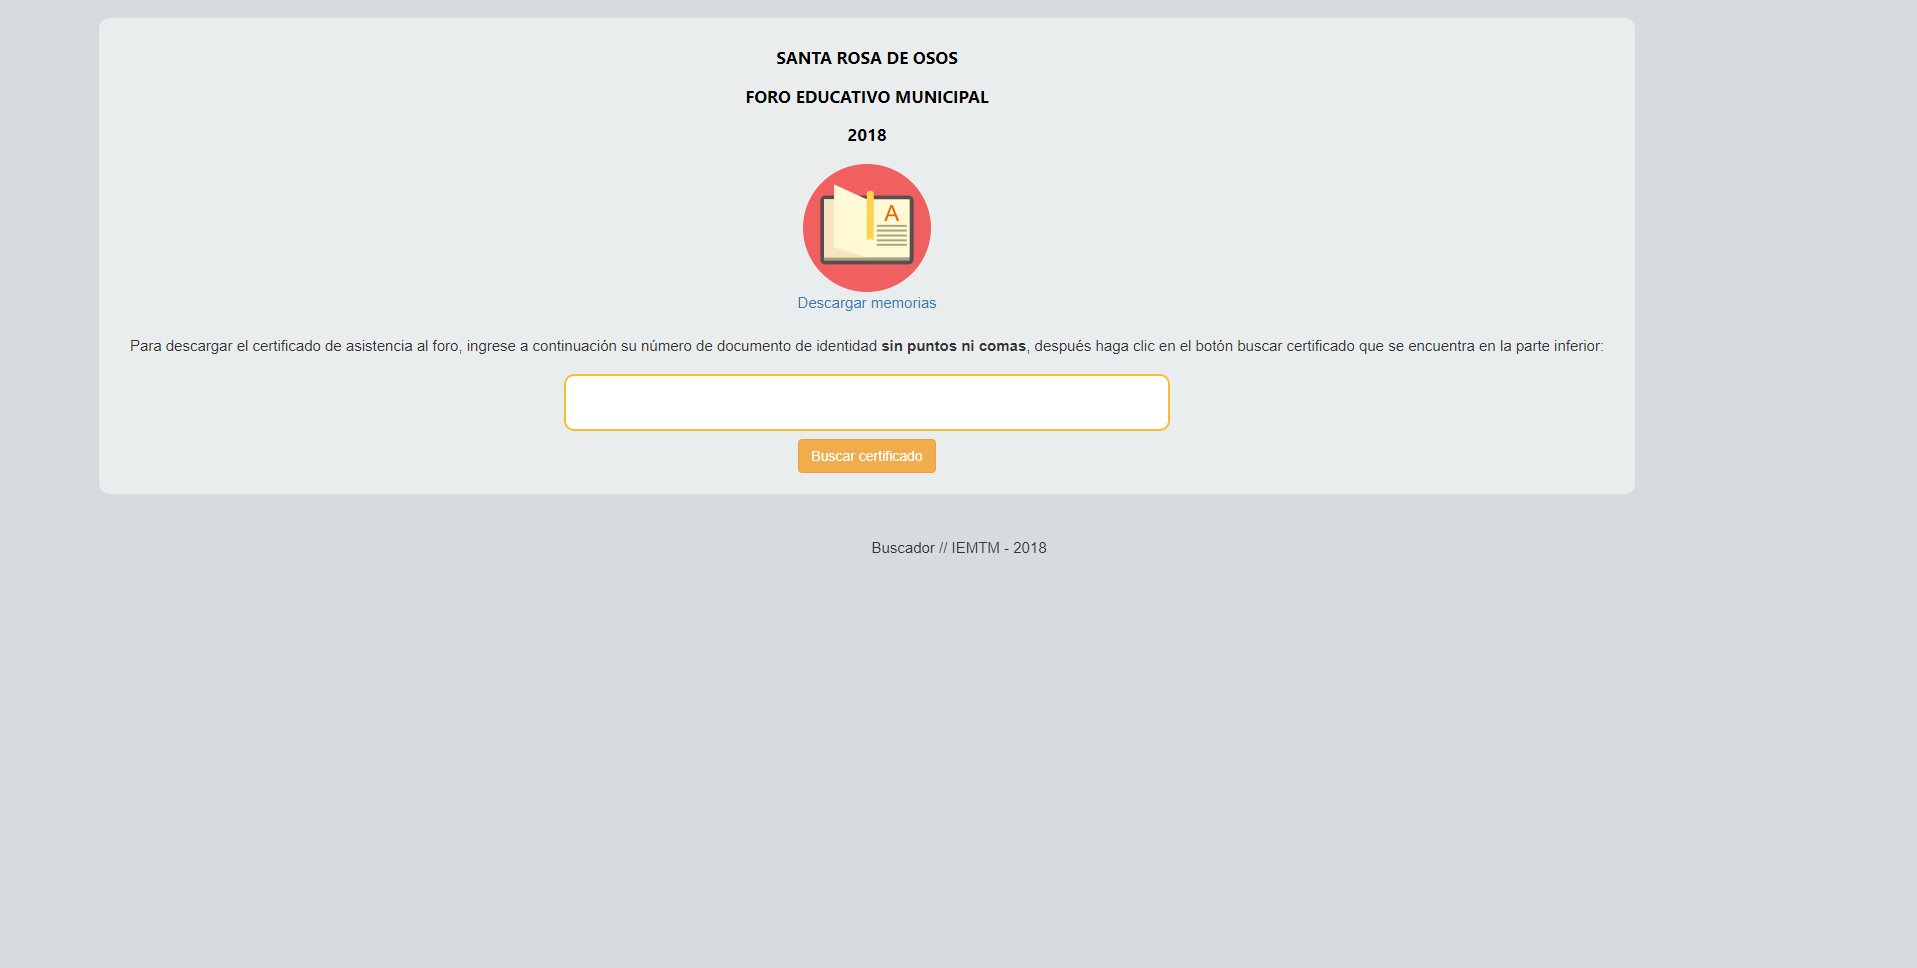 SANTA ROSA DE OSOS
FORO EDUCATIVO MUNICIPAL
2018
A
Descargar memorias
Para descargar el certificado de asistencia al foro, ingrese a continuación su número de documento de identidad sin puntos ni comas, después haga clic en el botón buscar certificado que se encuentra en la parte inferior:
Buscar certificado
Buscador // IEMTM - 2018